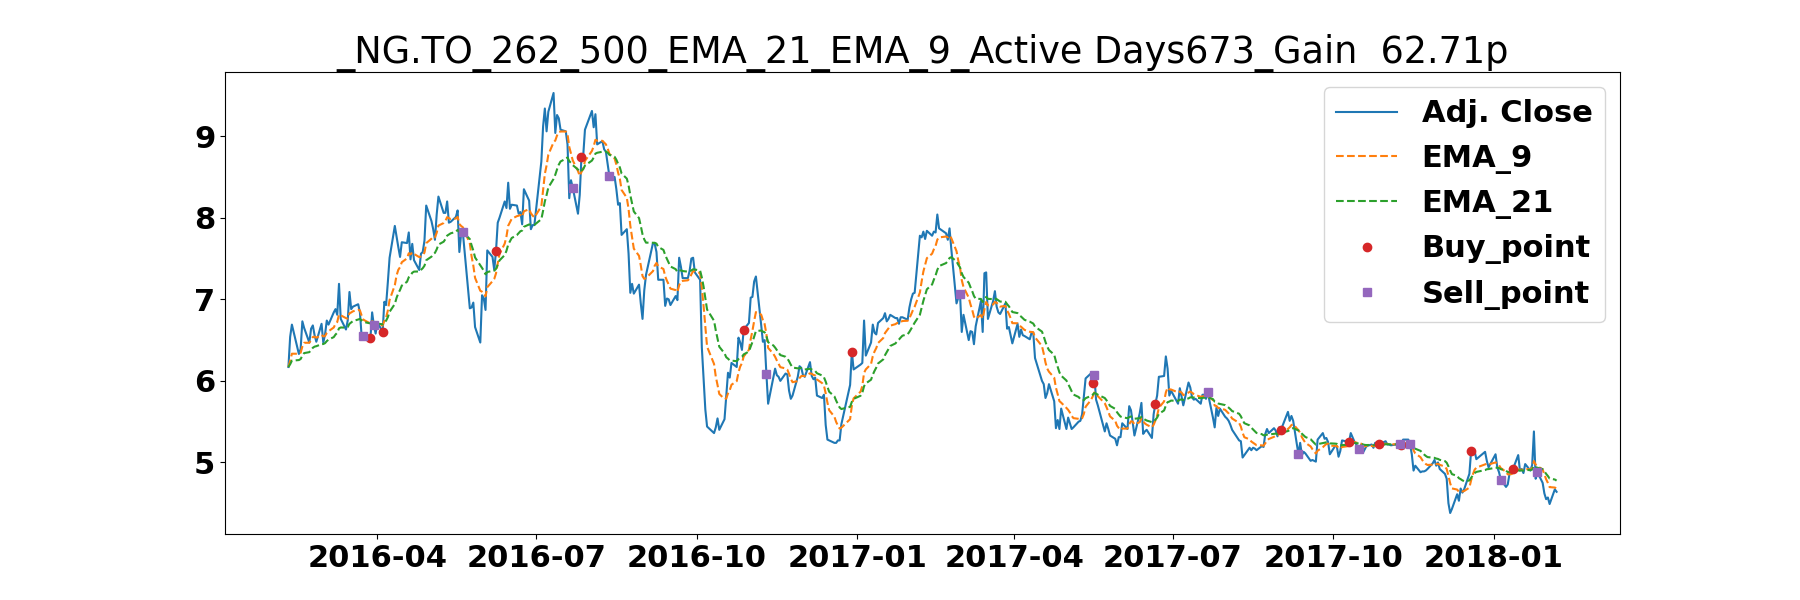 _NG.TO_262_500_EMA_21_EMA_9_Active Days673_Gain  62.71p
Adj. Close
EMA_9
EMA_21
Buy_point
Sell_point
9
8
7
6
5
2016-04 2016-07 2016-10 2017-01 2017-04 2017-07 2017-10 2018-01